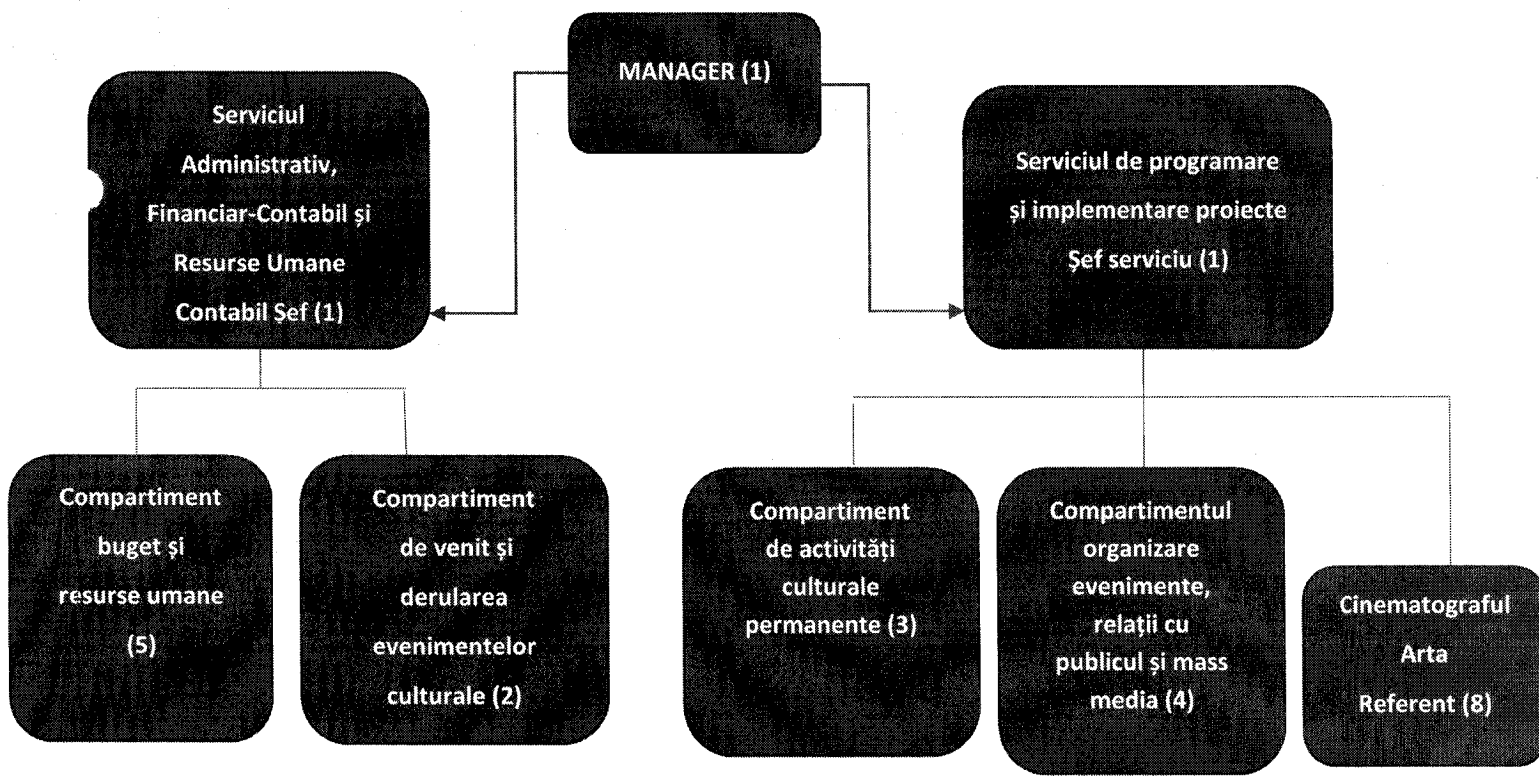 MANAGER (1)
Serviciul
Administrativ,
Financiar-Contabil și
Resurse Umane
Contabil Șef (1)
Serviciul de programare
și implementare proiecte
Șef serviciu (1)
Compartiment
buget și
resurse umane
(5)
Compartiment
de venit și
derularea
evenimentelor
culturale (2)
Compartiment
de activități
culturale
permanente (3)
Compartimentul
organizare
evenimente,
relații cu
publicul și mass
media (4)
Cinematograful
Arta
Referent (8)